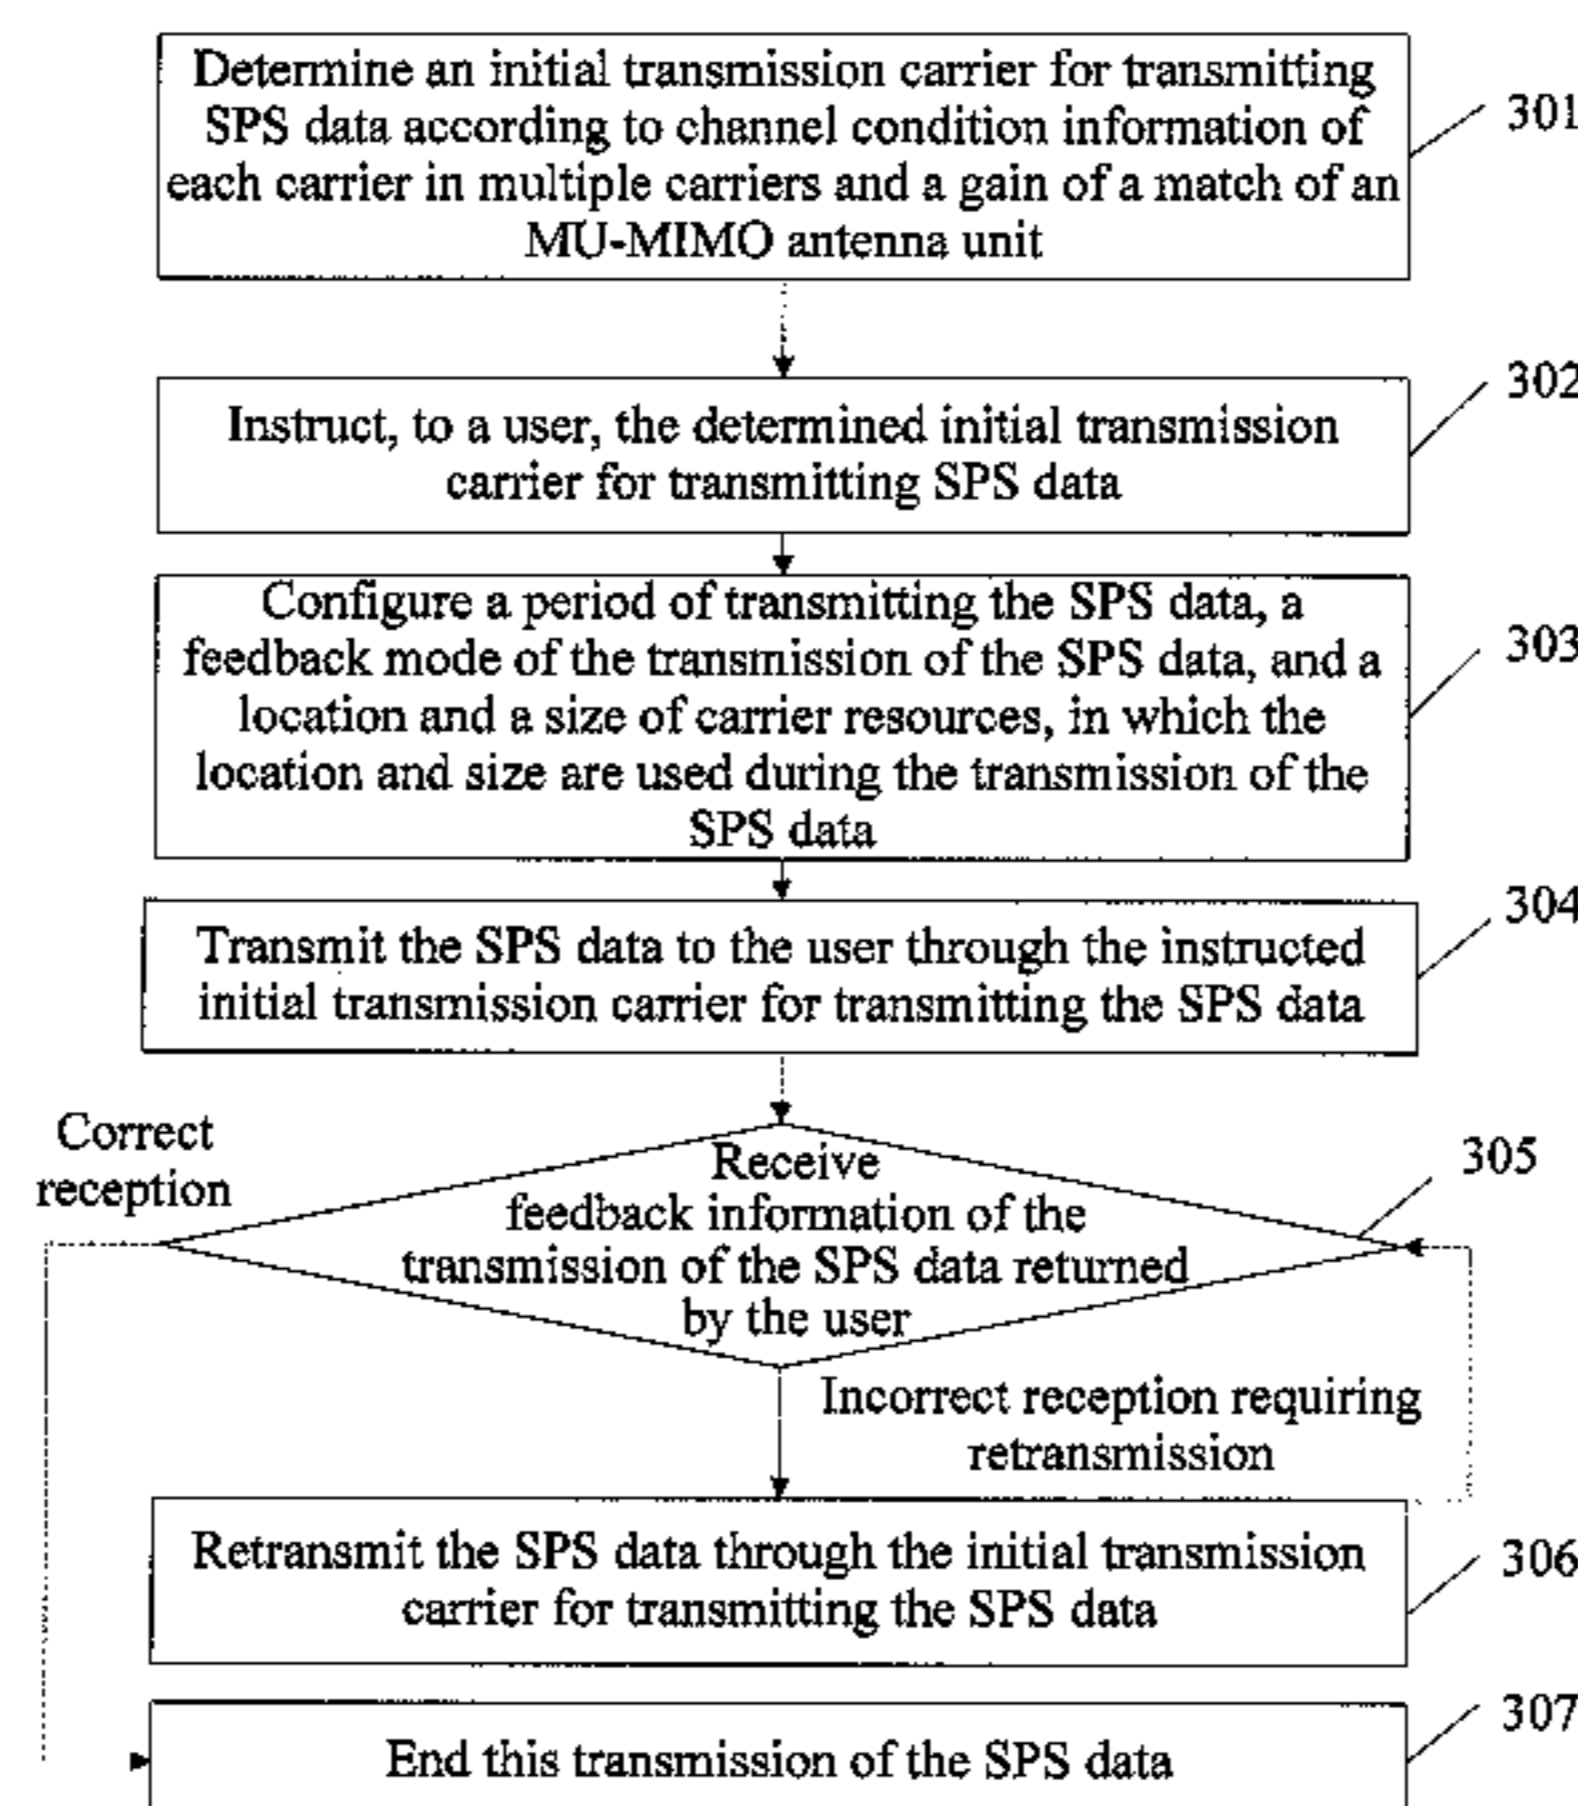 Determine an initial transmission carrier for transmitting
SPS data according to channel condition information of
each carrier in multiple carriers and a gain of a match of an
MU-MIMO antenna unit
301
302
Instruct, to a user, the determined initial transmission
carrier for transmitting SPS data
Configure a period of transmitting the SPS data, a
feedback mode of the transmission of the SPS data, and a
location and a size of carrier resources, in which the
location and size are used during the transmission of the
SPS data
303
304
Transmit the SPS data to the user through the instructed
initial transmission carrier for transmitting the SPS data
Correct
reception
Receive
feedback information of the
transmission of the SPS data returned
by the user
305
Incorrect reception requiring
retransmission
Retransmit the SPS data through the initial transmission
carrier for transmitting the SPS data
306
End this transmission of the SPS data
307